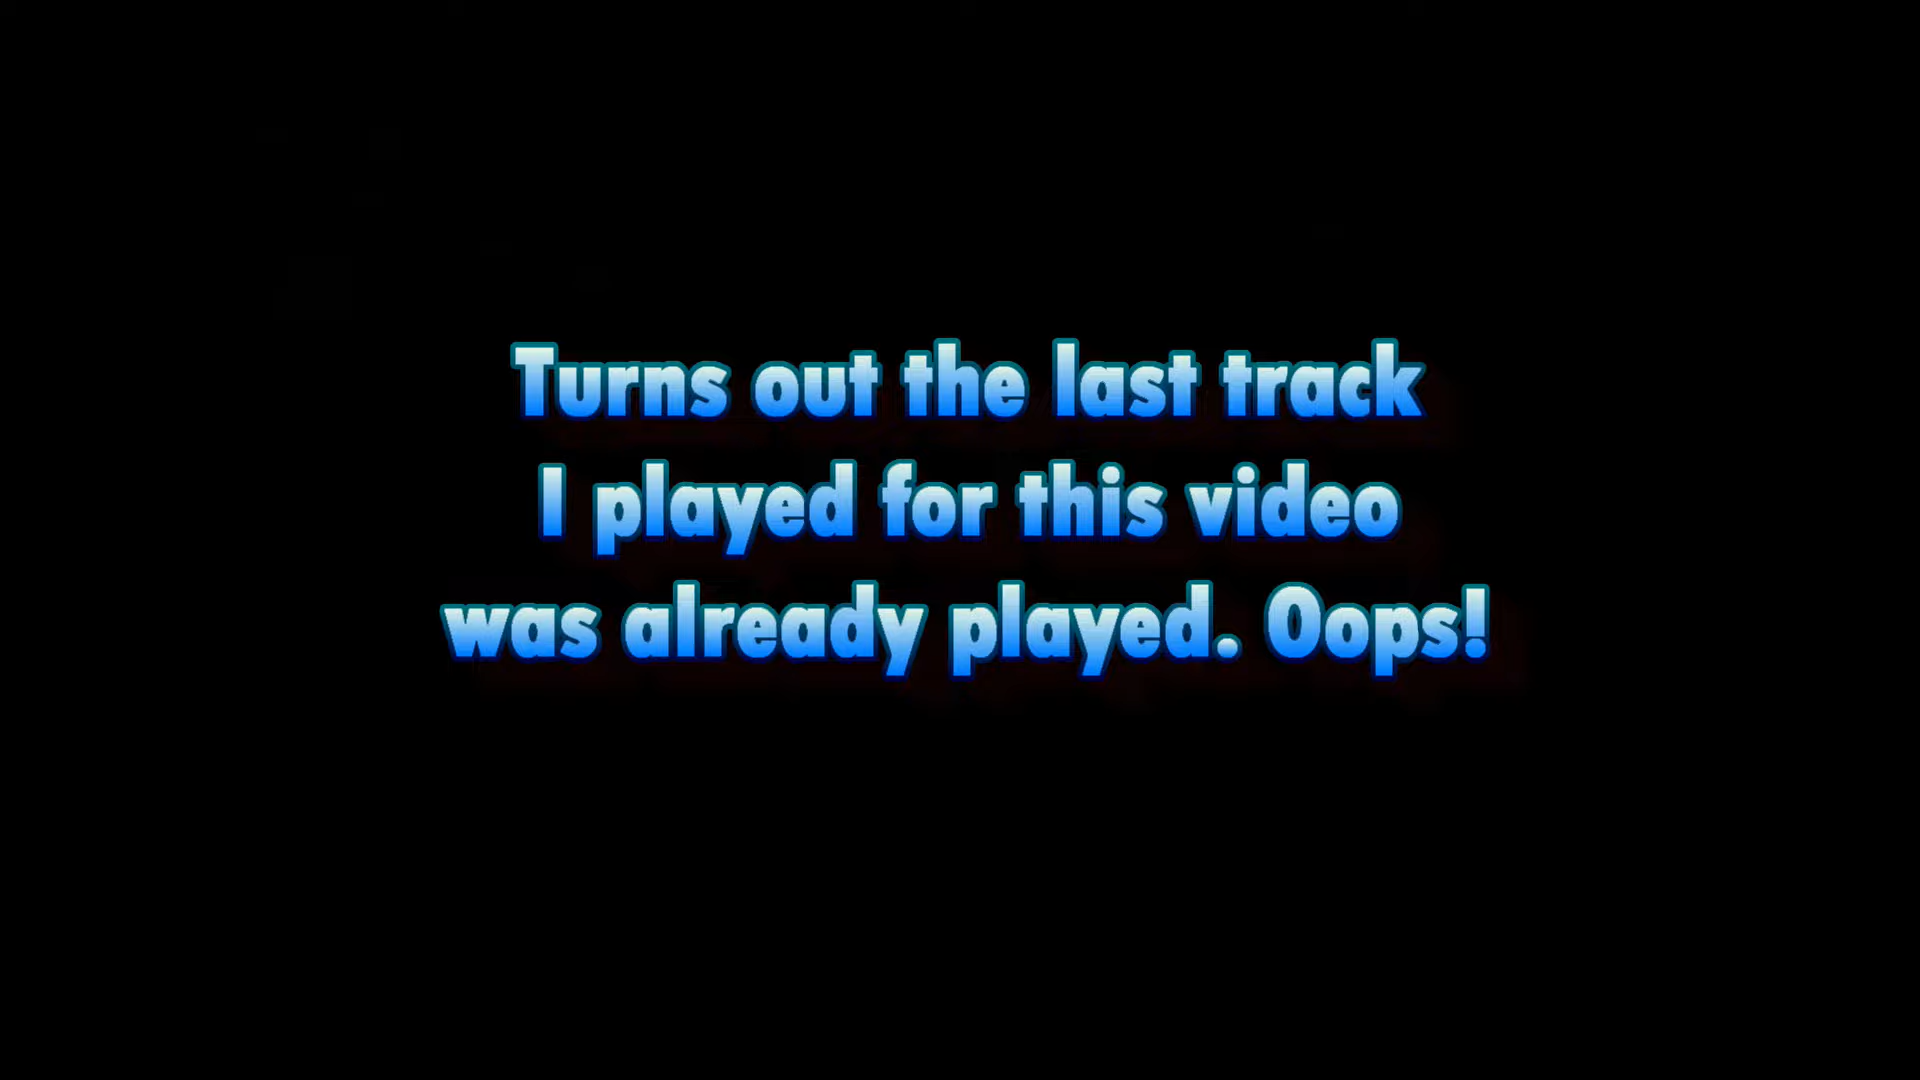 Turns out the last track
I played for this video
was already played. Oops!